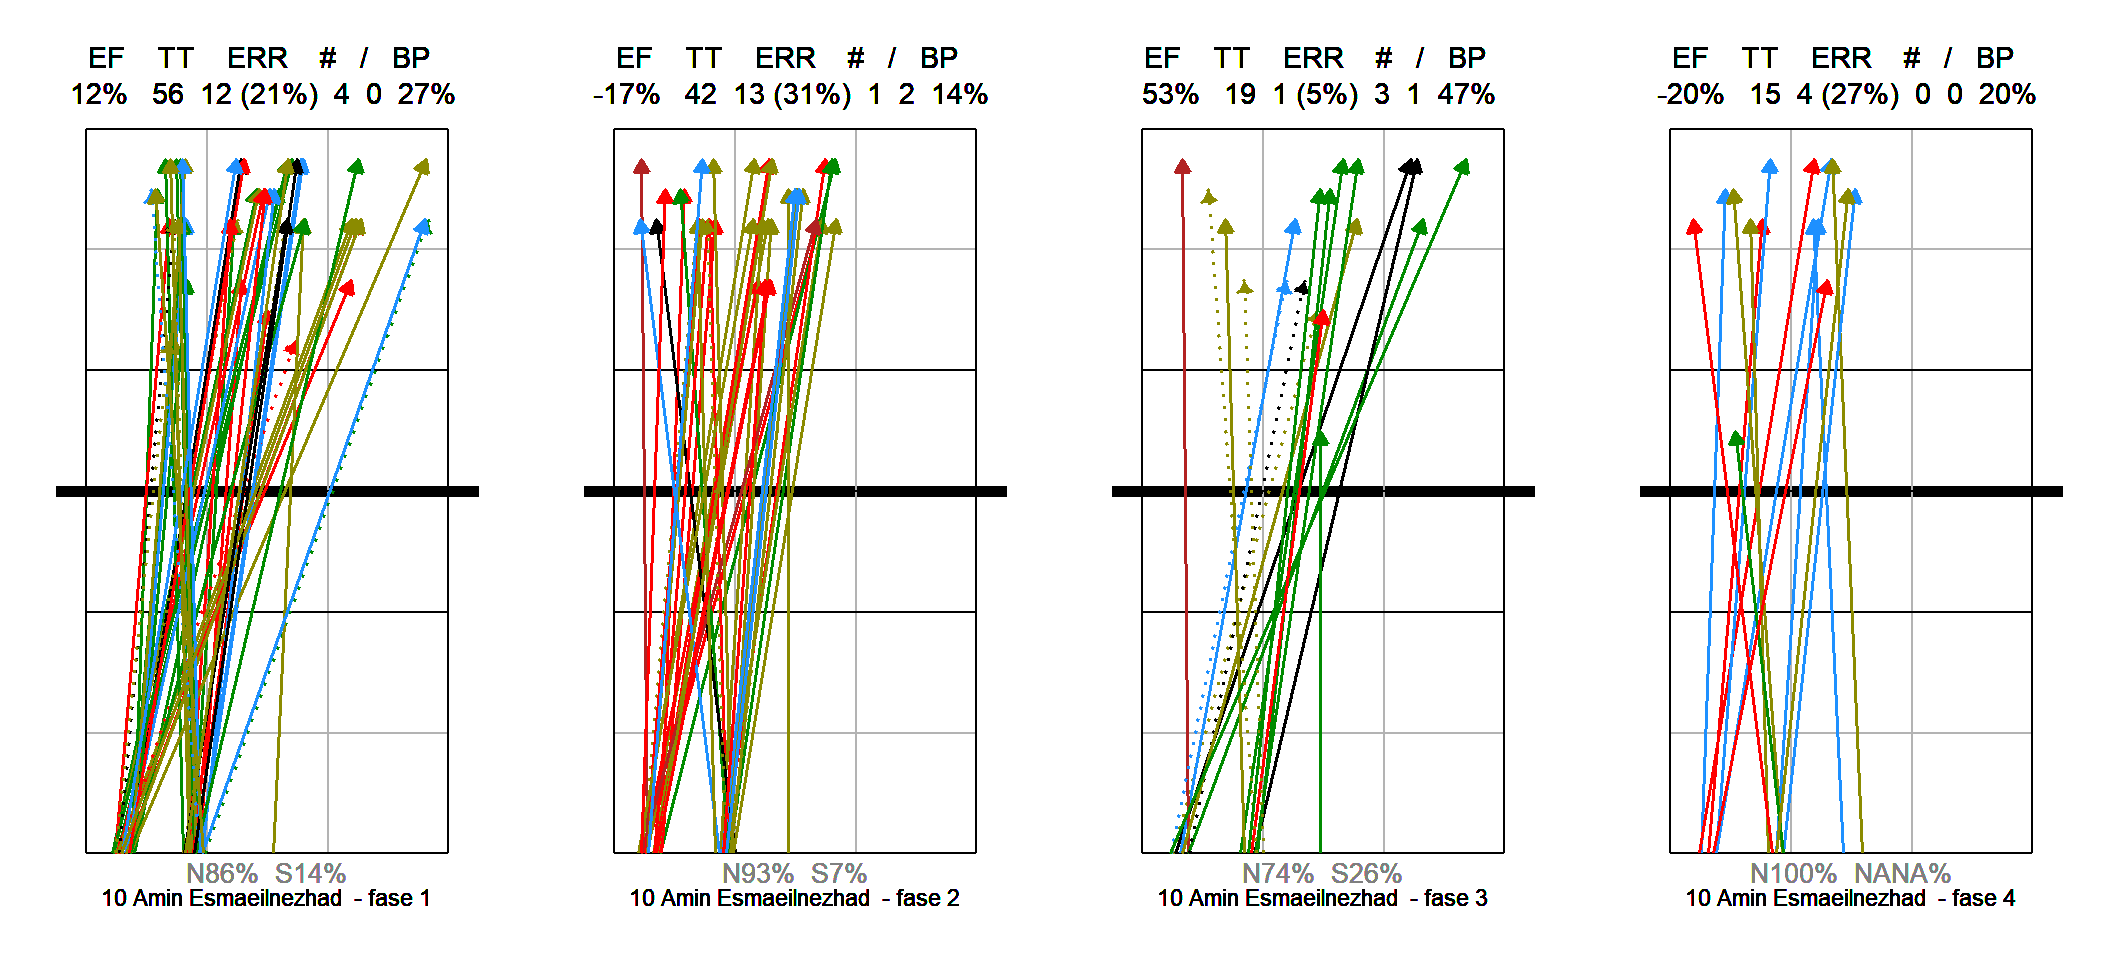 EF TT ERR # / BP
12% 56 12 (21%) 4 0 27%
N86% S14%
10 Amin Esmaeilnezhad - fase 1
EF TT ERR # / BP
-17% 42 13 (31%) 1 2 14%
N93% S7%
10 Amin Esmaeilnezhad - fase 2
EF TT ERR # / BP
53% 19 1 (5%) 3 1 47%
N74% S26%
10 Amin Esmaeilnezhad - fase 3
EF TT ERR # / BP
-20% 15 4 (27%) 0 0 20%
N100% NANA%
10 Amin Esmaeilnezhad - fase 4